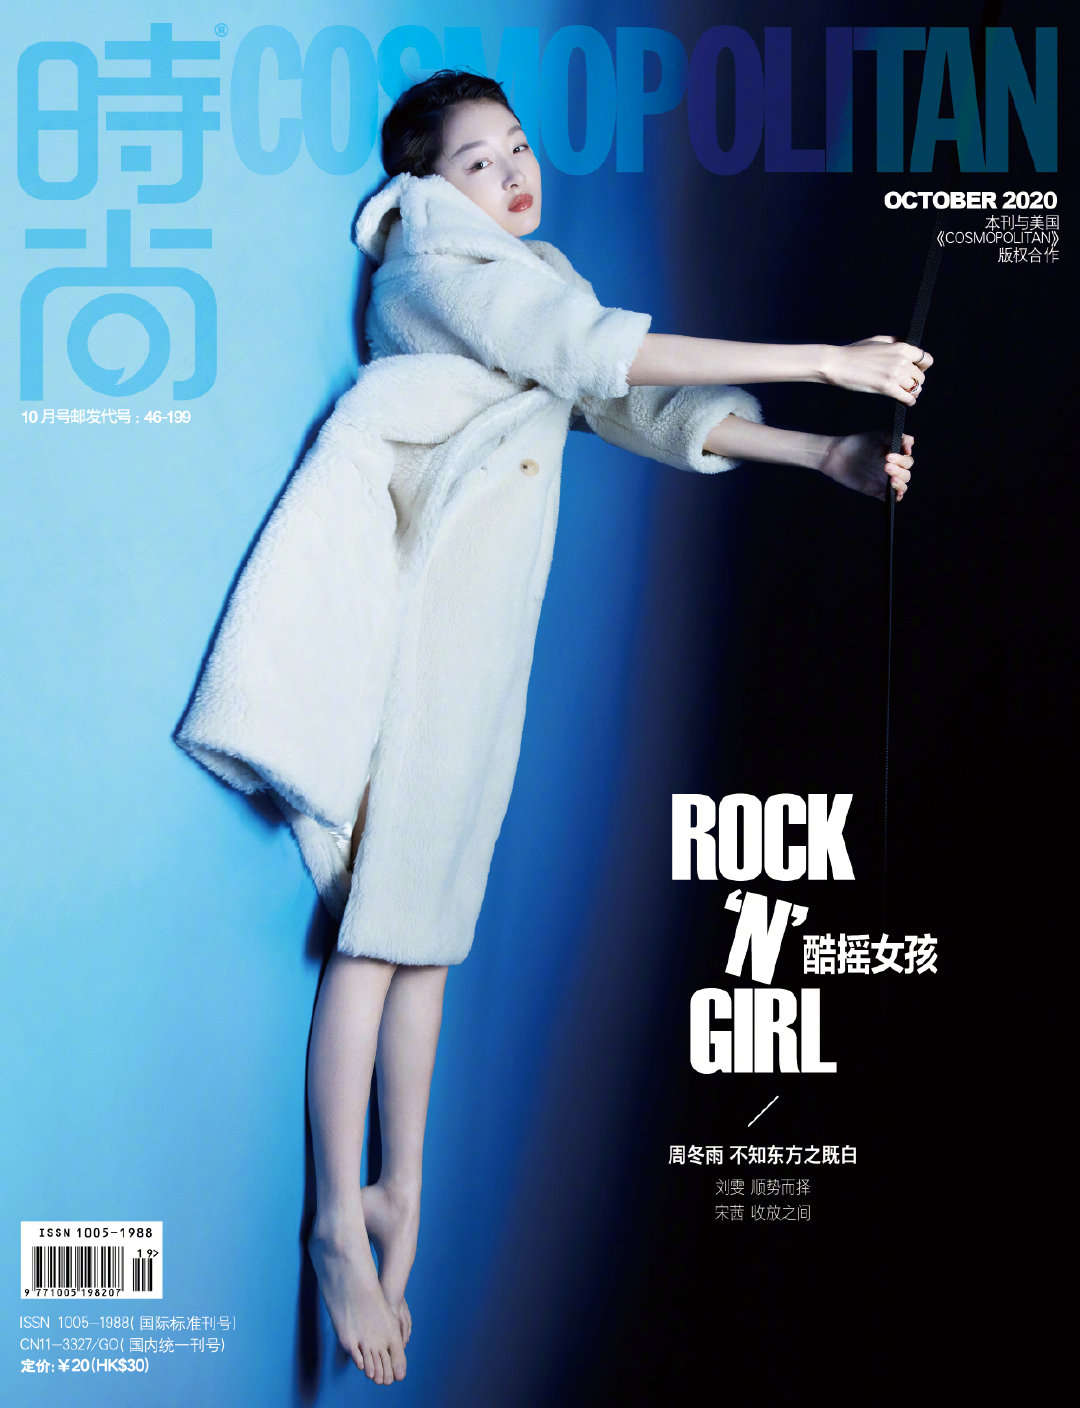 時尚®COSMOPOLITAN
OCTOBER 2020
本刊与美国
《COSMOPOLITAN》
版权合作
10 月号邮发代号：46-199
ROCK
'N'酷摇女孩
GIRL
周冬雨 不知东方之既白
刘雯 顺势而择
宋茜 收放之间
ISSN 1005-1988
19>
9 771005 198207
ISSN 1005-1988( 国际标准刊号)
CN11-3327/GO( 国内统一刊号)
定价:￥20(HK$30)